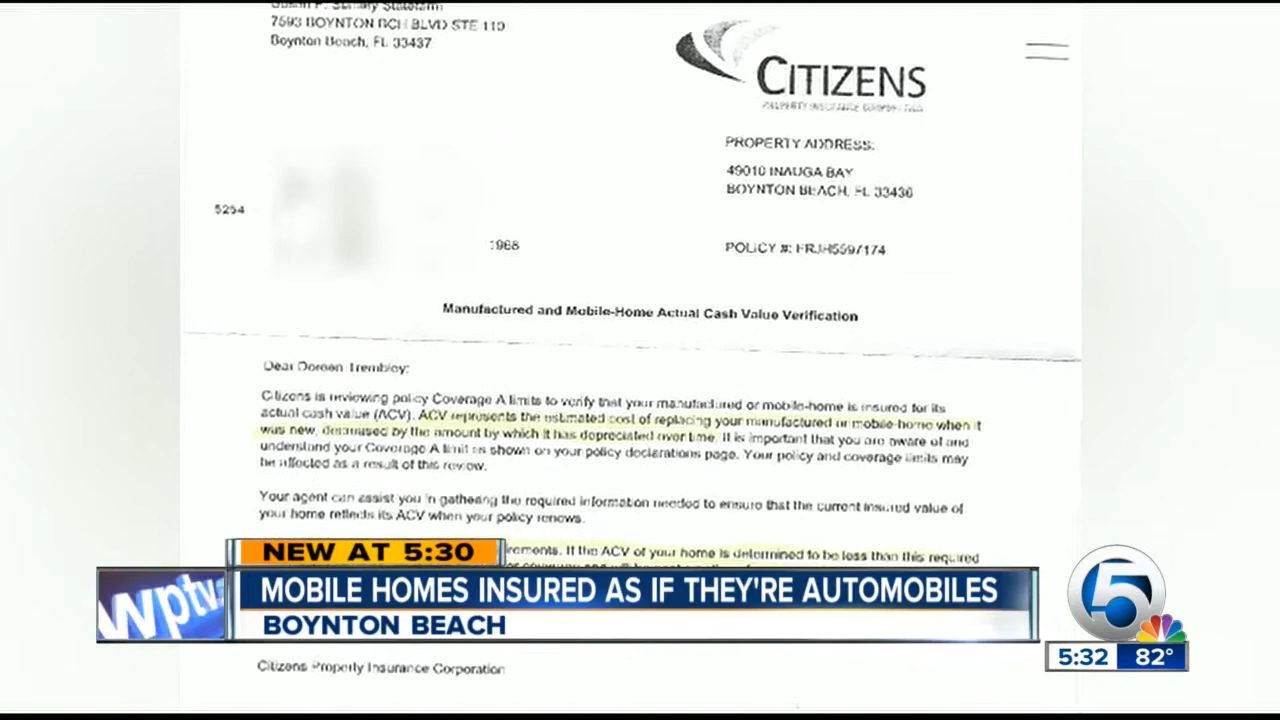 7593 BOYNTON BCH BLVD STE 110
Boynton Beach, FL 33437
CITIZENS
PROPERTY INSURANCE CORPORATION
PROPERTY ADDRESS:
49010 INAUGA BAY
BOYNTON BEACH, FL 33436
5254
1968
POLICY #: FRJH5597174
Manufactured and Mobile-Home Actual Cash Value Verification
Dear Doreen Trembley:
Citizens is reviewing policy Coverage A limits to verify that your manufactured or mobile-home is insured for its
actual cash value (ACV). ACV represents the estimated cost of replacing your manufactured or mobile-home when it
was new, decreased by the amount by which it has depreciated over time. It is important that you are aware of and
understand your Coverage A limit as shown on your policy declarations page. Your policy and coverage limits may
be affected as a result of this review.
Your agent can assist you in gathering the required information needed to ensure that the current insured value of
your home reflects its ACV when your policy renews.
If the ACV of your home is determined to be less than this required
NEW AT 5:30
wptv
MOBILE HOMES INSURED AS IF THEY'RE AUTOMOBILES
BOYNTON BEACH
5
5:32 82°
Citizens Property Insurance Corporation